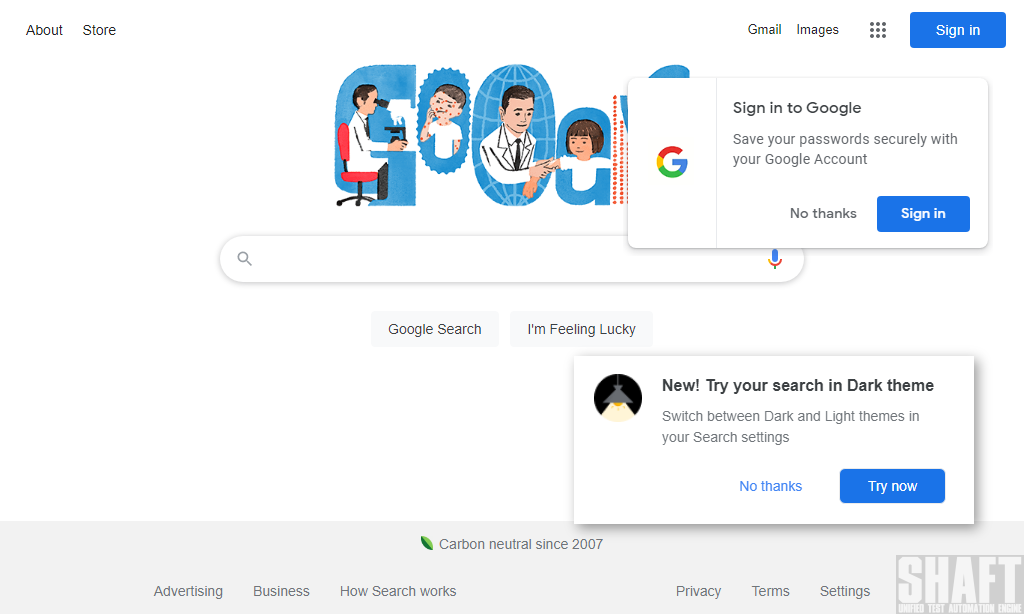 About Store Gmail Images Sign in
Sign in to Google
Save your passwords securely with
your Google Account
No thanks Sign in
Google Search I'm Feeling Lucky
New! Try your search in Dark theme
Switch between Dark and Light themes in
your Search settings
No thanks Try now
Carbon neutral since 2007
Advertising Business How Search works Privacy Terms Settings
SHAFT
UNIFIED TEST AUTOMATION ENGINE